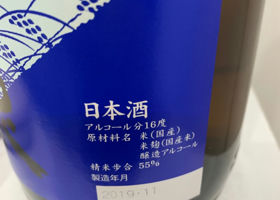 日本酒
アルコール分16度
原材料名 米(国産)
米麹(国産米)
醸造アルコール
精米歩合 55%
製造年月
2019.11